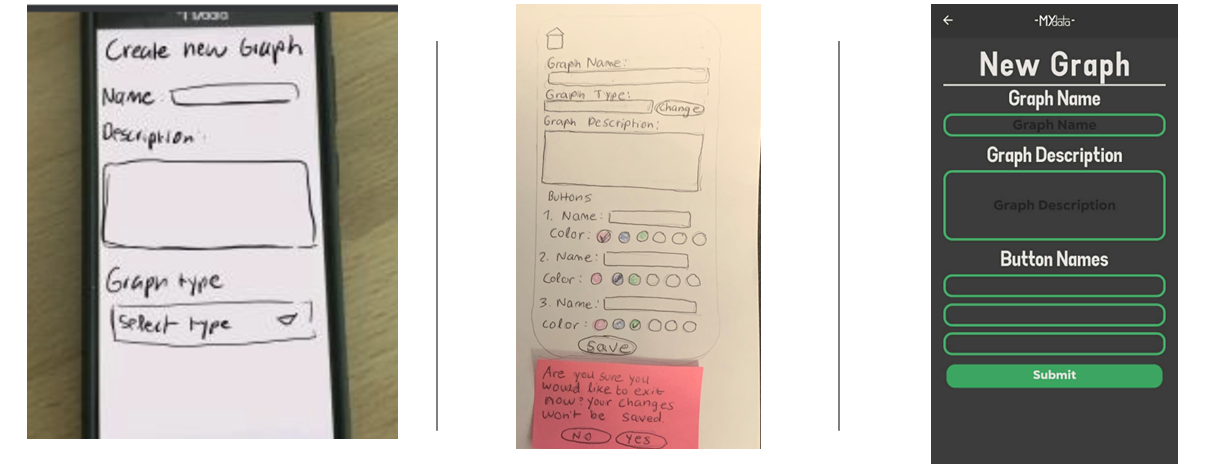 Create new Graph
Name
Description:
Graph type
Select type
Graph Name:
Graph Type:
Change
Graph Description:
Buttons
1. Name:
Color:
2. Name:
Color:
3. Name:
Color:
Save
Are you sure you
would like to exit
now? Your changes
won't be saved.
No Yes
-MYdata-
New Graph
Graph Name
Graph Name
Graph Description
Graph Description
Button Names
Submit